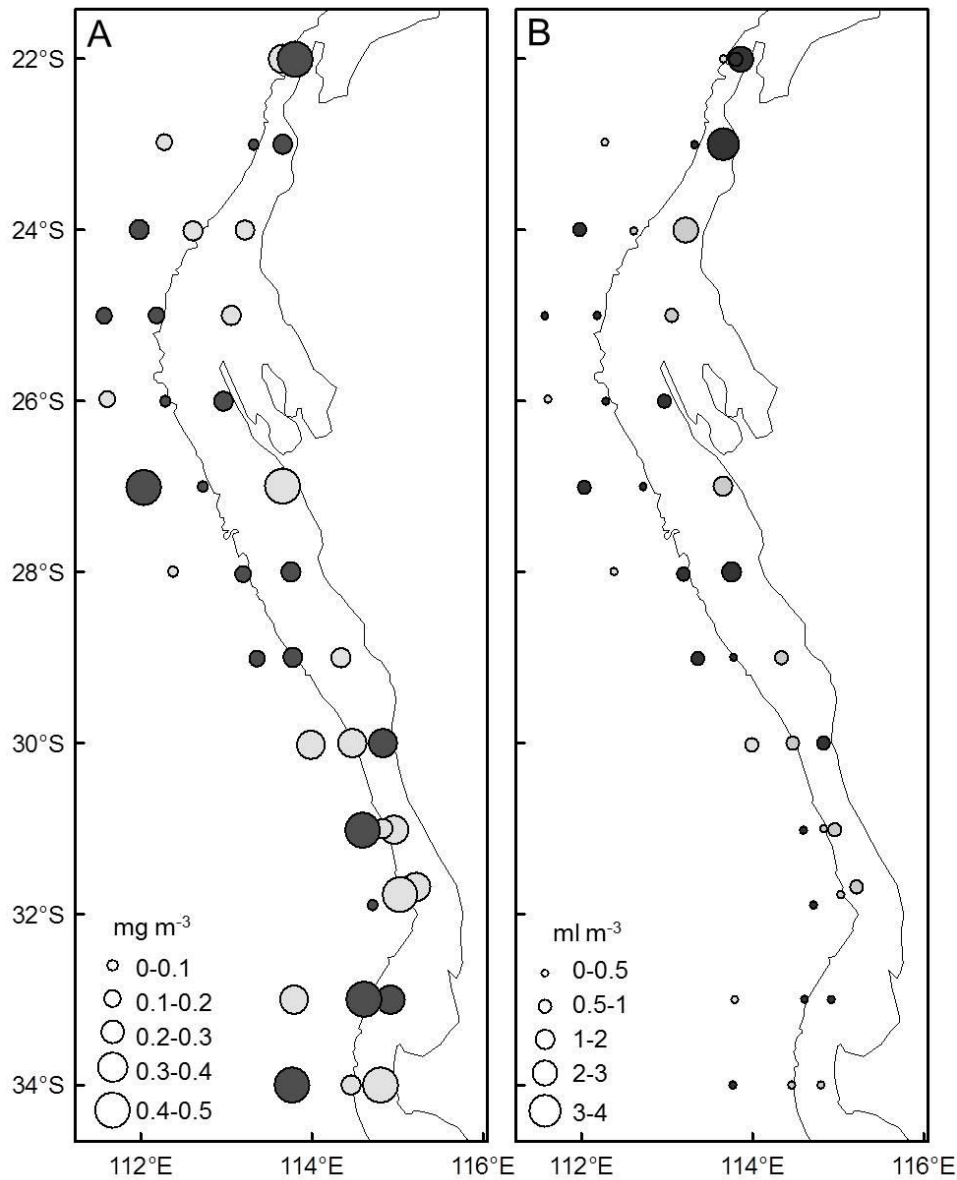 A
B
22°S
24°S
26°S
28°S
30°S
32°S
34°S
mg m-3
0-0.1
0.1-0.2
0.2-0.3
0.3-0.4
0.4-0.5
ml m-3
0-0.5
0.5-1
1-2
2-3
3-4
112°E
114°E
116°E
112°E
114°E
116°E